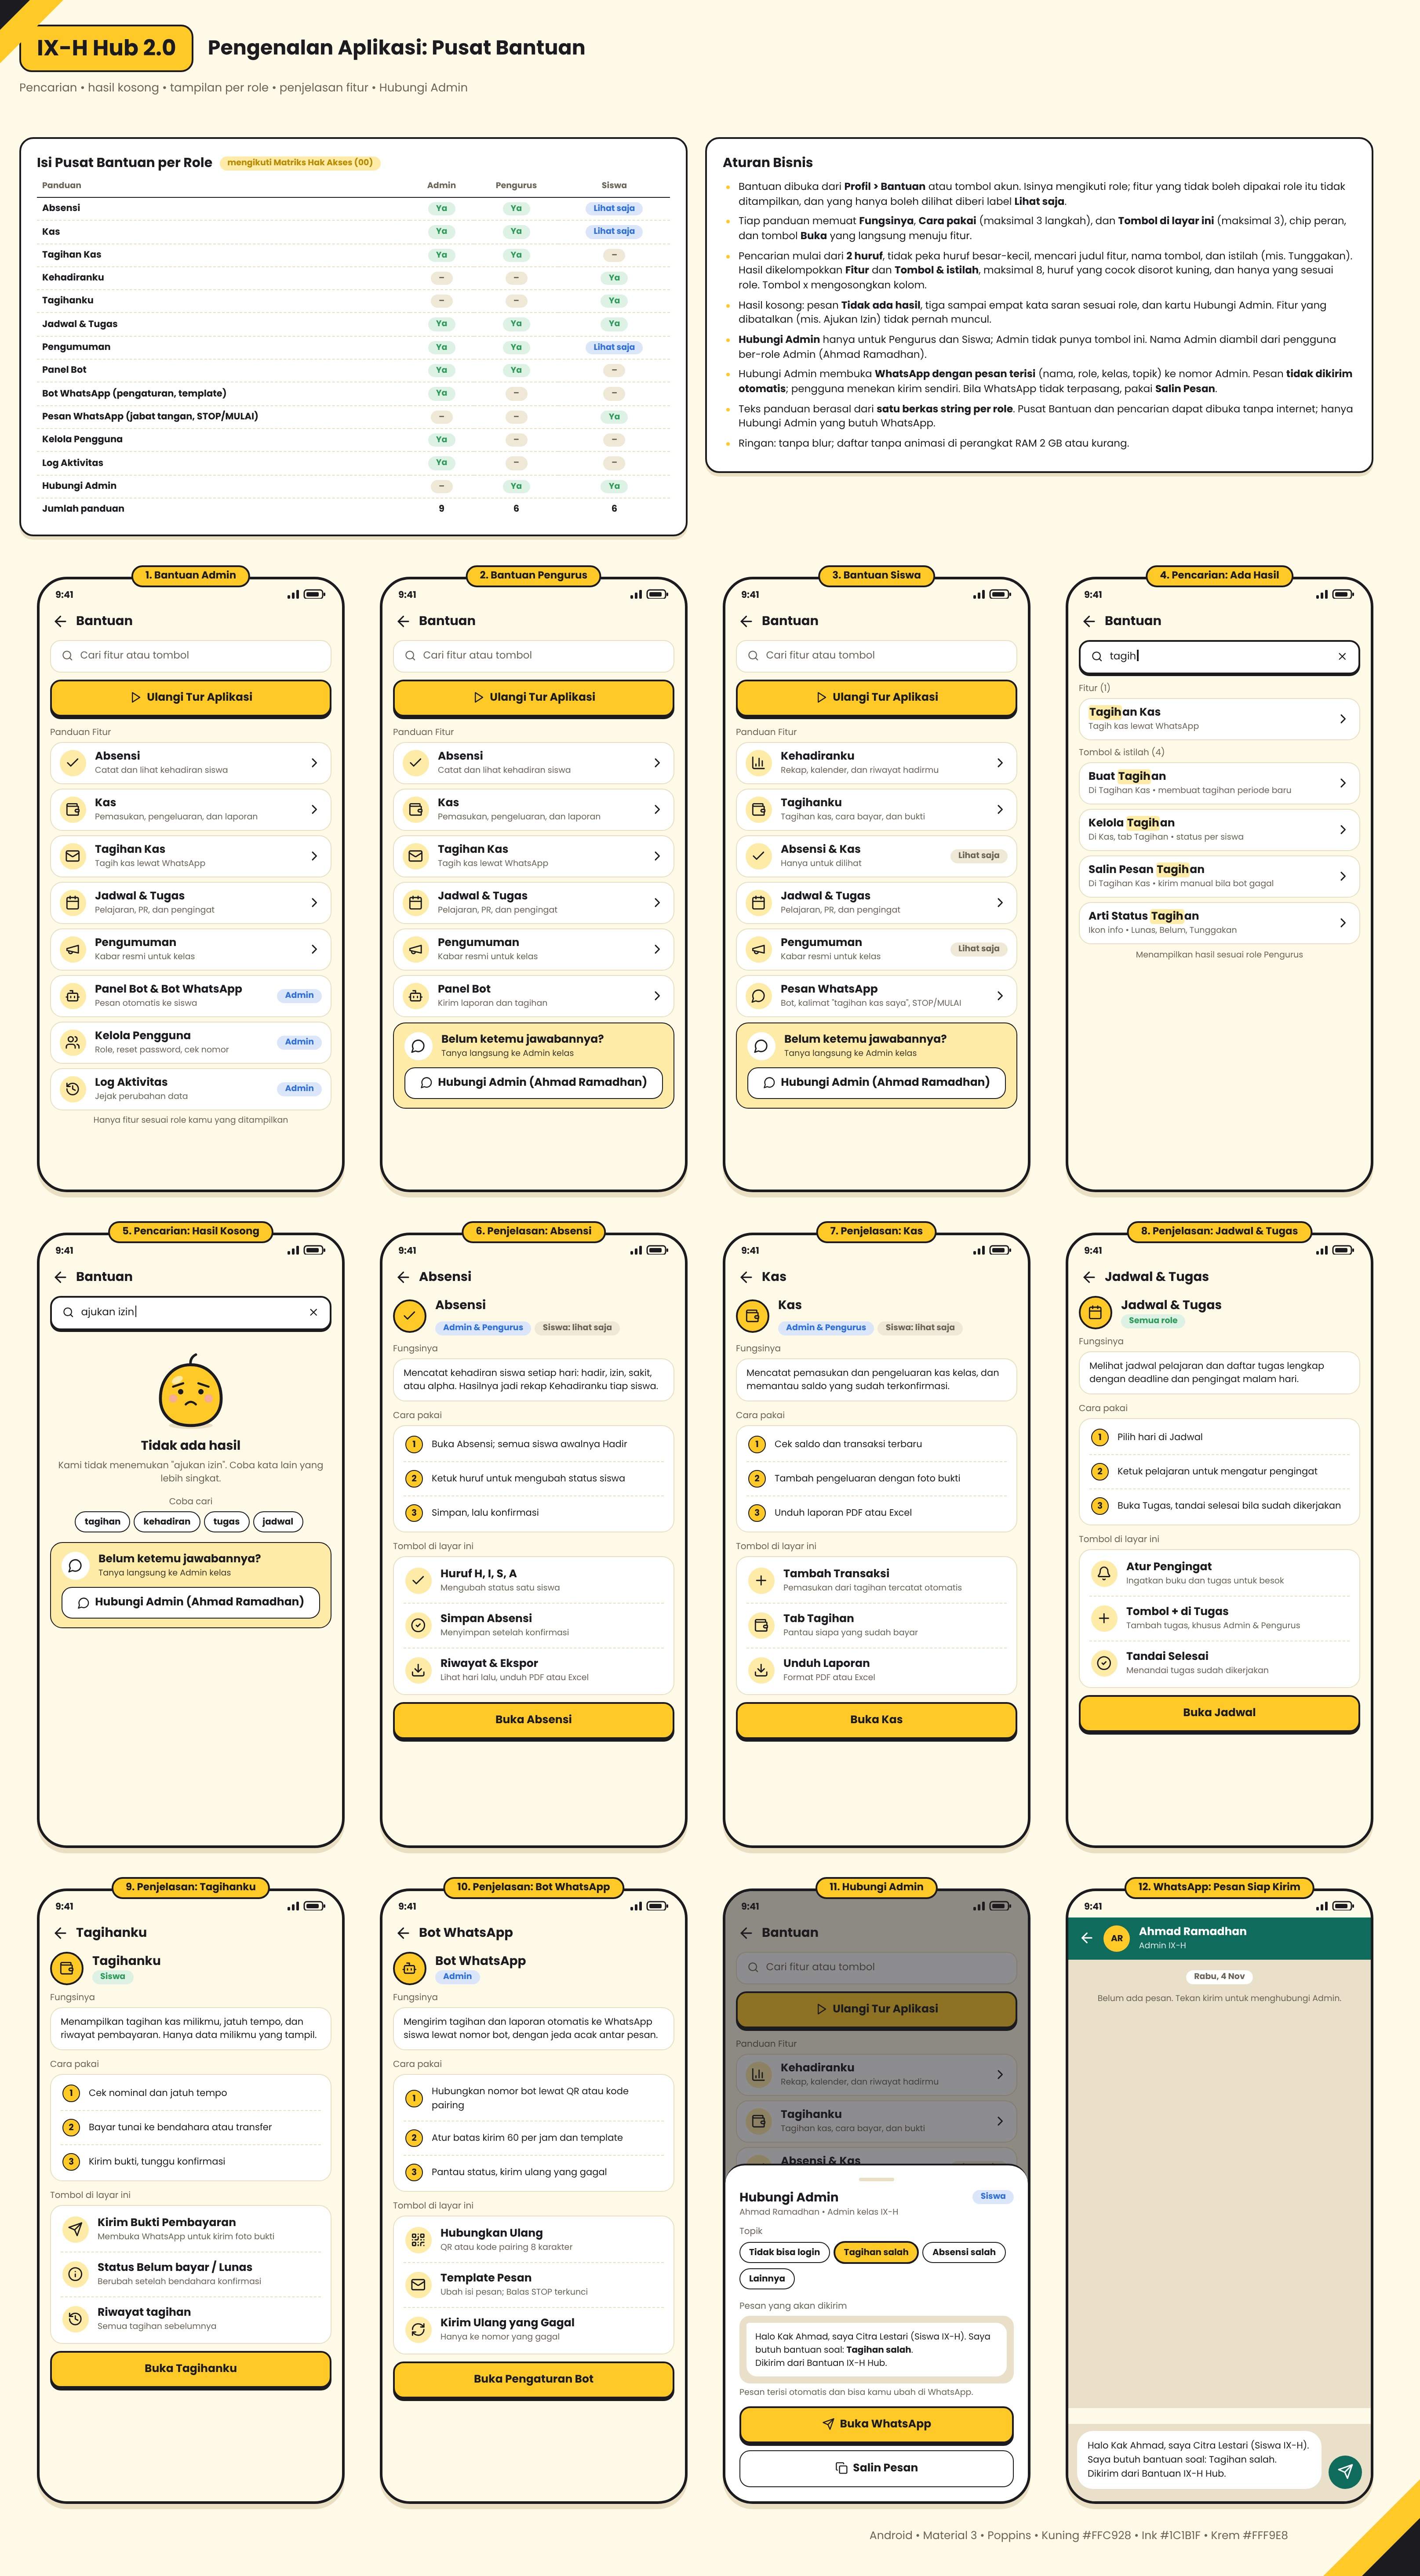 IX-H Hub 2.0
Pengenalan Aplikasi: Pusat Bantuan
Pencarian • hasil kosong • tampilan per role • penjelasan fitur • Hubungi Admin
Isi Pusat Bantuan per Role
mengikuti Matriks Hak Akses (00)
Panduan Admin Pengurus Siswa
Absensi Ya Ya Lihat saja
Kas Ya Ya Lihat saja
Tagihan Kas Ya Ya –
Kehadiranku – – Ya
Tagihanku – – Ya
Jadwal & Tugas Ya Ya Ya
Pengumuman Ya Ya Lihat saja
Panel Bot Ya Ya –
Bot WhatsApp (pengaturan, template) Ya – –
Pesan WhatsApp (jabat tangan, STOP/MULAI) – – Ya
Kelola Pengguna Ya – –
Log Aktivitas Ya – –
Hubungi Admin – Ya Ya
Jumlah panduan 9 6 6
Aturan Bisnis
• Bantuan dibuka dari Profil > Bantuan atau tombol akun. Isinya mengikuti role; fitur yang tidak boleh dipakai role itu tidak
ditampilkan, dan yang hanya boleh dilihat diberi label Lihat saja.
• Tiap panduan memuat Fungsinya, Cara pakai (maksimal 3 langkah), dan Tombol di layar ini (maksimal 3), chip peran,
dan tombol Buka yang langsung menuju fitur.
• Pencarian mulai dari 2 huruf, tidak peka huruf besar-kecil, mencari judul fitur, nama tombol, dan istilah (mis. Tunggakan).
Hasil dikelompokkan Fitur dan Tombol & istilah, maksimal 8, huruf yang cocok disorot kuning, dan hanya yang sesuai
role. Tombol x mengosongkan kolom.
• Hasil kosong: pesan Tidak ada hasil, tiga sampai empat kata saran sesuai role, dan kartu Hubungi Admin. Fitur yang
dibatalkan (mis. Ajukan Izin) tidak pernah muncul.
• Hubungi Admin hanya untuk Pengurus dan Siswa; Admin tidak punya tombol ini. Nama Admin diambil dari pengguna
ber-role Admin (Ahmad Ramadhan).
• Hubungi Admin membuka WhatsApp dengan pesan terisi (nama, role, kelas, topik) ke nomor Admin. Pesan tidak dikirim
otomatis; pengguna menekan kirim sendiri. Bila WhatsApp tidak terpasang, pakai Salin Pesan.
• Teks panduan berasal dari satu berkas string per role. Pusat Bantuan dan pencarian dapat dibuka tanpa internet; hanya
Hubungi Admin yang butuh WhatsApp.
• Ringan: tanpa blur; daftar tanpa animasi di perangkat RAM 2 GB atau kurang.
1. Bantuan Admin
9:41
Bantuan
Cari fitur atau tombol
Ulangi Tur Aplikasi
Panduan Fitur
Absensi
Catat dan lihat kehadiran siswa
Kas
Pemasukan, pengeluaran, dan laporan
Tagihan Kas
Tagih kas lewat WhatsApp
Jadwal & Tugas
Pelajaran, PR, dan pengingat
Pengumuman
Kabar resmi untuk kelas
Panel Bot & Bot WhatsApp
Pesan otomatis ke siswa
Admin
Kelola Pengguna
Role, reset password, cek nomor
Admin
Log Aktivitas
Jejak perubahan data
Admin
Hanya fitur sesuai role kamu yang ditampilkan
2. Bantuan Pengurus
9:41
Bantuan
Cari fitur atau tombol
Ulangi Tur Aplikasi
Panduan Fitur
Absensi
Catat dan lihat kehadiran siswa
Kas
Pemasukan, pengeluaran, dan laporan
Tagihan Kas
Tagih kas lewat WhatsApp
Jadwal & Tugas
Pelajaran, PR, dan pengingat
Pengumuman
Kabar resmi untuk kelas
Panel Bot
Kirim laporan dan tagihan
Belum ketemu jawabannya?
Tanya langsung ke Admin kelas
Hubungi Admin (Ahmad Ramadhan)
3. Bantuan Siswa
9:41
Bantuan
Cari fitur atau tombol
Ulangi Tur Aplikasi
Panduan Fitur
Kehadiranku
Rekap, kalender, dan riwayat hadirmu
Tagihanku
Tagihan kas, cara bayar, dan bukti
Absensi & Kas
Hanya untuk dilihat
Lihat saja
Jadwal & Tugas
Pelajaran, PR, dan pengingat
Pengumuman
Kabar resmi untuk kelas
Lihat saja
Pesan WhatsApp
Bot, kalimat "tagihan kas saya", STOP/MULAI
Belum ketemu jawabannya?
Tanya langsung ke Admin kelas
Hubungi Admin (Ahmad Ramadhan)
4. Pencarian: Ada Hasil
9:41
Bantuan
tagih
Fitur (1)
Tagihan Kas
Tagih kas lewat WhatsApp
Tombol & istilah (4)
Buat Tagihan
Di Tagihan Kas • membuat tagihan periode baru
Kelola Tagihan
Di Kas, tab Tagihan • status per siswa
Salin Pesan Tagihan
Di Tagihan Kas • kirim manual bila bot gagal
Arti Status Tagihan
Ikon info • Lunas, Belum, Tunggakan
Menampilkan hasil sesuai role Pengurus
5. Pencarian: Hasil Kosong
9:41
Bantuan
ajukan izin
Tidak ada hasil
Kami tidak menemukan "ajukan izin". Coba kata lain yang
lebih singkat.
Coba cari
tagihan kehadiran tugas jadwal
Belum ketemu jawabannya?
Tanya langsung ke Admin kelas
Hubungi Admin (Ahmad Ramadhan)
6. Penjelasan: Absensi
9:41
Absensi
Absensi
Admin & Pengurus Siswa: lihat saja
Fungsinya
Mencatat kehadiran siswa setiap hari: hadir, izin, sakit,
atau alpha. Hasilnya jadi rekap Kehadiranku tiap siswa.
Cara pakai
1 Buka Absensi; semua siswa awalnya Hadir
2 Ketuk huruf untuk mengubah status siswa
3 Simpan, lalu konfirmasi
Tombol di layar ini
Huruf H, I, S, A
Mengubah status satu siswa
Simpan Absensi
Menyimpan setelah konfirmasi
Riwayat & Ekspor
Lihat hari lalu, unduh PDF atau Excel
Buka Absensi
7. Penjelasan: Kas
9:41
Kas
Kas
Admin & Pengurus Siswa: lihat saja
Fungsinya
Mencatat pemasukan dan pengeluaran kas kelas, dan
memantau saldo yang sudah terkonfirmasi.
Cara pakai
1 Cek saldo dan transaksi terbaru
2 Tambah pengeluaran dengan foto bukti
3 Unduh laporan PDF atau Excel
Tombol di layar ini
Tambah Transaksi
Pemasukan dari tagihan tercatat otomatis
Tab Tagihan
Pantau siapa yang sudah bayar
Unduh Laporan
Format PDF atau Excel
Buka Kas
8. Penjelasan: Jadwal & Tugas
9:41
Jadwal & Tugas
Jadwal & Tugas
Semua role
Fungsinya
Melihat jadwal pelajaran dan daftar tugas lengkap
dengan deadline dan pengingat malam hari.
Cara pakai
1 Pilih hari di Jadwal
2 Ketuk pelajaran untuk mengatur pengingat
3 Buka Tugas, tandai selesai bila sudah dikerjakan
Tombol di layar ini
Atur Pengingat
Ingatkan buku dan tugas untuk besok
Tombol + di Tugas
Tambah tugas, khusus Admin & Pengurus
Tandai Selesai
Menandai tugas sudah dikerjakan
Buka Jadwal
9. Penjelasan: Tagihanku
9:41
Tagihanku
Tagihanku
Siswa
Fungsinya
Menampilkan tagihan kas milikmu, jatuh tempo, dan
riwayat pembayaran. Hanya data milikmu yang tampil.
Cara pakai
1 Cek nominal dan jatuh tempo
2 Bayar tunai ke bendahara atau transfer
3 Kirim bukti, tunggu konfirmasi
Tombol di layar ini
Kirim Bukti Pembayaran
Membuka WhatsApp untuk kirim foto bukti
Status Belum bayar / Lunas
Berubah setelah bendahara konfirmasi
Riwayat tagihan
Semua tagihan sebelumnya
Buka Tagihanku
10. Penjelasan: Bot WhatsApp
9:41
Bot WhatsApp
Bot WhatsApp
Admin
Fungsinya
Mengirim tagihan dan laporan otomatis ke WhatsApp
siswa lewat nomor bot, dengan jeda acak antar pesan.
Cara pakai
1 Hubungkan nomor bot lewat QR atau kode
pairing
2 Atur batas kirim 60 per jam dan template
3 Pantau status, kirim ulang yang gagal
Tombol di layar ini
Hubungkan Ulang
QR atau kode pairing 8 karakter
Template Pesan
Ubah isi pesan; Balas STOP terkunci
Kirim Ulang yang Gagal
Hanya ke nomor yang gagal
Buka Pengaturan Bot
11. Hubungi Admin
9:41
Bantuan
Cari fitur atau tombol
Ulangi Tur Aplikasi
Panduan Fitur
Kehadiranku
Rekap, kalender, dan riwayat hadirmu
Tagihanku
Tagihan kas, cara bayar, dan bukti
Absensi & Kas
Hubungi Admin
Siswa
Ahmad Ramadhan • Admin kelas IX-H
Topik
Tidak bisa login Tagihan salah Absensi salah
Lainnya
Pesan yang akan dikirim
Halo Kak Ahmad, saya Citra Lestari (Siswa IX-H). Saya
butuh bantuan soal: Tagihan salah.
Dikirim dari Bantuan IX-H Hub.
Pesan terisi otomatis dan bisa kamu ubah di WhatsApp.
Buka WhatsApp
Salin Pesan
12. WhatsApp: Pesan Siap Kirim
9:41
AR
Ahmad Ramadhan
Admin IX-H
Rabu, 4 Nov
Belum ada pesan. Tekan kirim untuk menghubungi Admin.
Halo Kak Ahmad, saya Citra Lestari (Siswa IX-H).
Saya butuh bantuan soal: Tagihan salah.
Dikirim dari Bantuan IX-H Hub.
Android • Material 3 • Poppins • Kuning #FFC928 • Ink #1C1B1F • Krem #FFF9E8